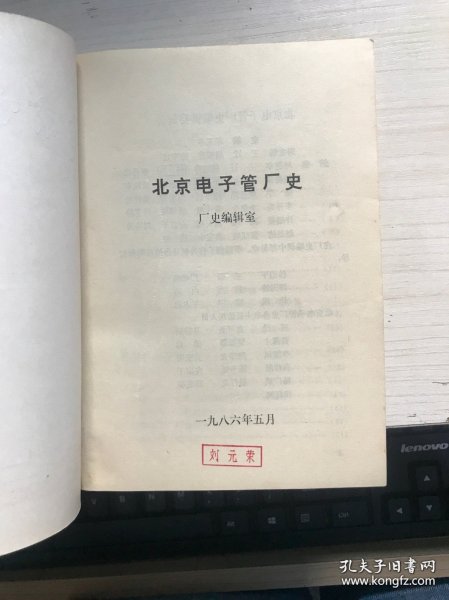 北京电子管厂史
厂史编辑室
一九八六年五月
刘元荣
lenovo
孔夫子旧书网
www.kongfz.com